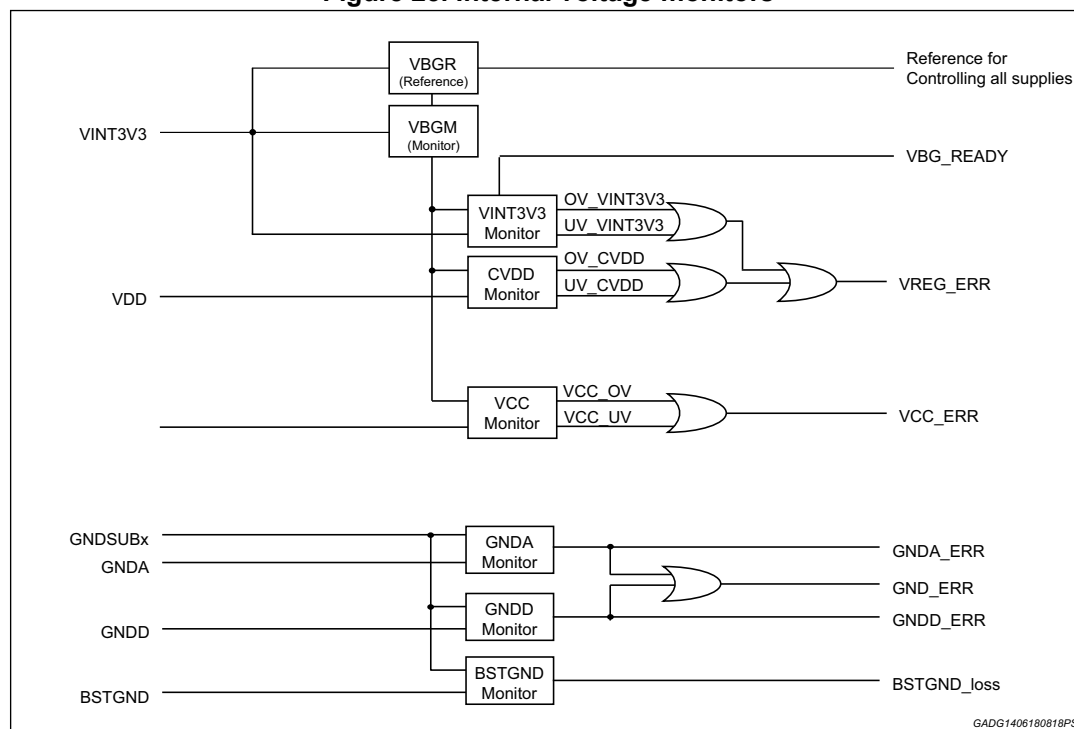 VBGR
(Reference)
Reference for
Controlling all supplies
VINT3V3
VBGM
(Monitor)
VBG_READY
VINT3V3
Monitor
OV_VINT3V3
UV_VINT3V3
VDD
CVDD
Monitor
OV_CVDD
UV_CVDD
VREG_ERR
VCC
Monitor
VCC_OV
VCC_UV
VCC_ERR
GNDSUBx
GNDA
GNDA
Monitor
GNDA_ERR
GND_ERR
GNDD
GNDD
Monitor
GNDD_ERR
BSTGND
BSTGND
Monitor
BSTGND_loss
GADG1406180818PS